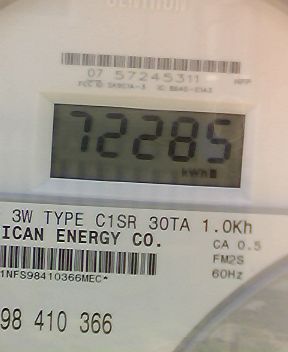 CENTRON
07 57245311
72285
kWh
3W TYPE C1SR 30TA 1.0Kh
ICAN ENERGY CO.
CA 0.5
FM2S
60Hz
1NFS98410366MEC*
98 410 366